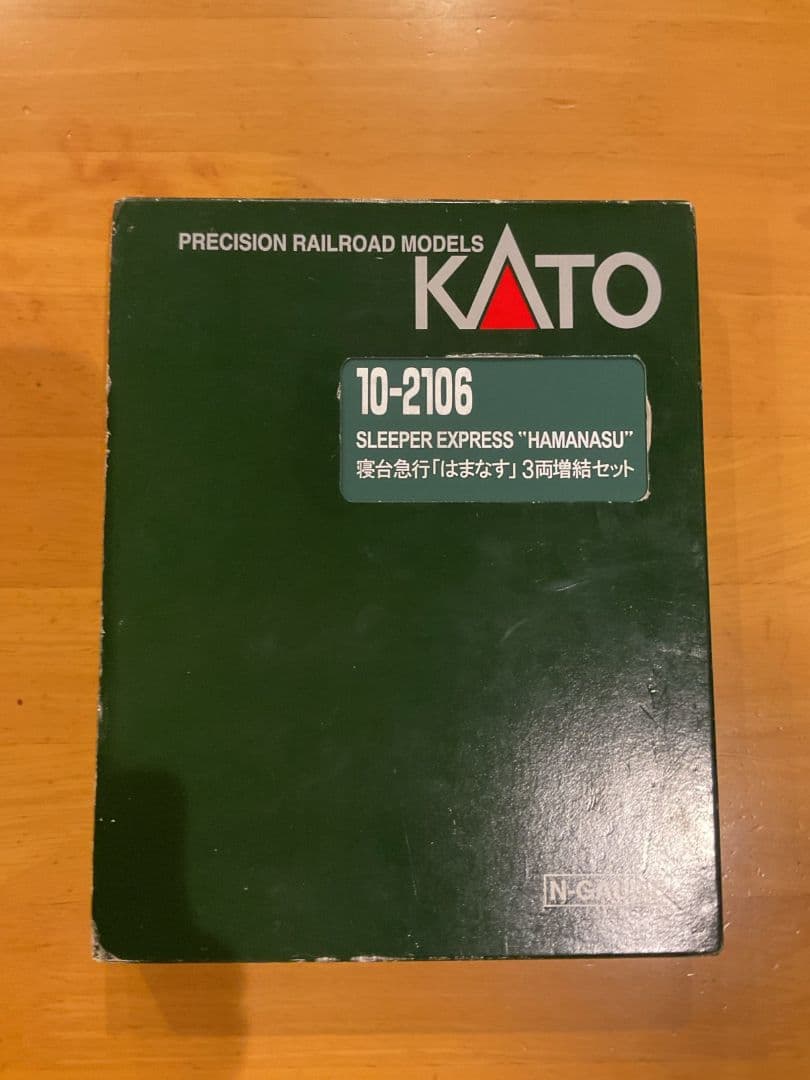 PRECISION RAILROAD MODELS
KATO
10-2106
SLEEPER EXPRESS "HAMANASU"
寝台急行「はまなす」3両増結セット
N-GAUGE